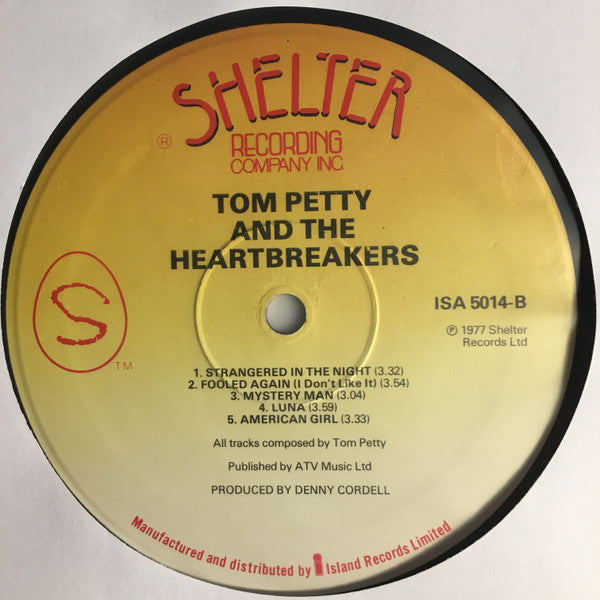 SHELTER
® RECORDING
COMPANY INC.
TOM PETTY
AND THE
HEARTBREAKERS
ISA 5014-B
℗ 1977 Shelter
Records Ltd
S
TM
1. STRANGERED IN THE NIGHT (3.32)
2. FOOLED AGAIN (I Don't Like It) (3.54)
3. MYSTERY MAN (3.04)
4. LUNA (3.59)
5. AMERICAN GIRL (3.33)
All tracks composed by Tom Petty
Published by ATV Music Ltd
PRODUCED BY DENNY CORDELL
Manufactured and distributed by i Island Records Limited